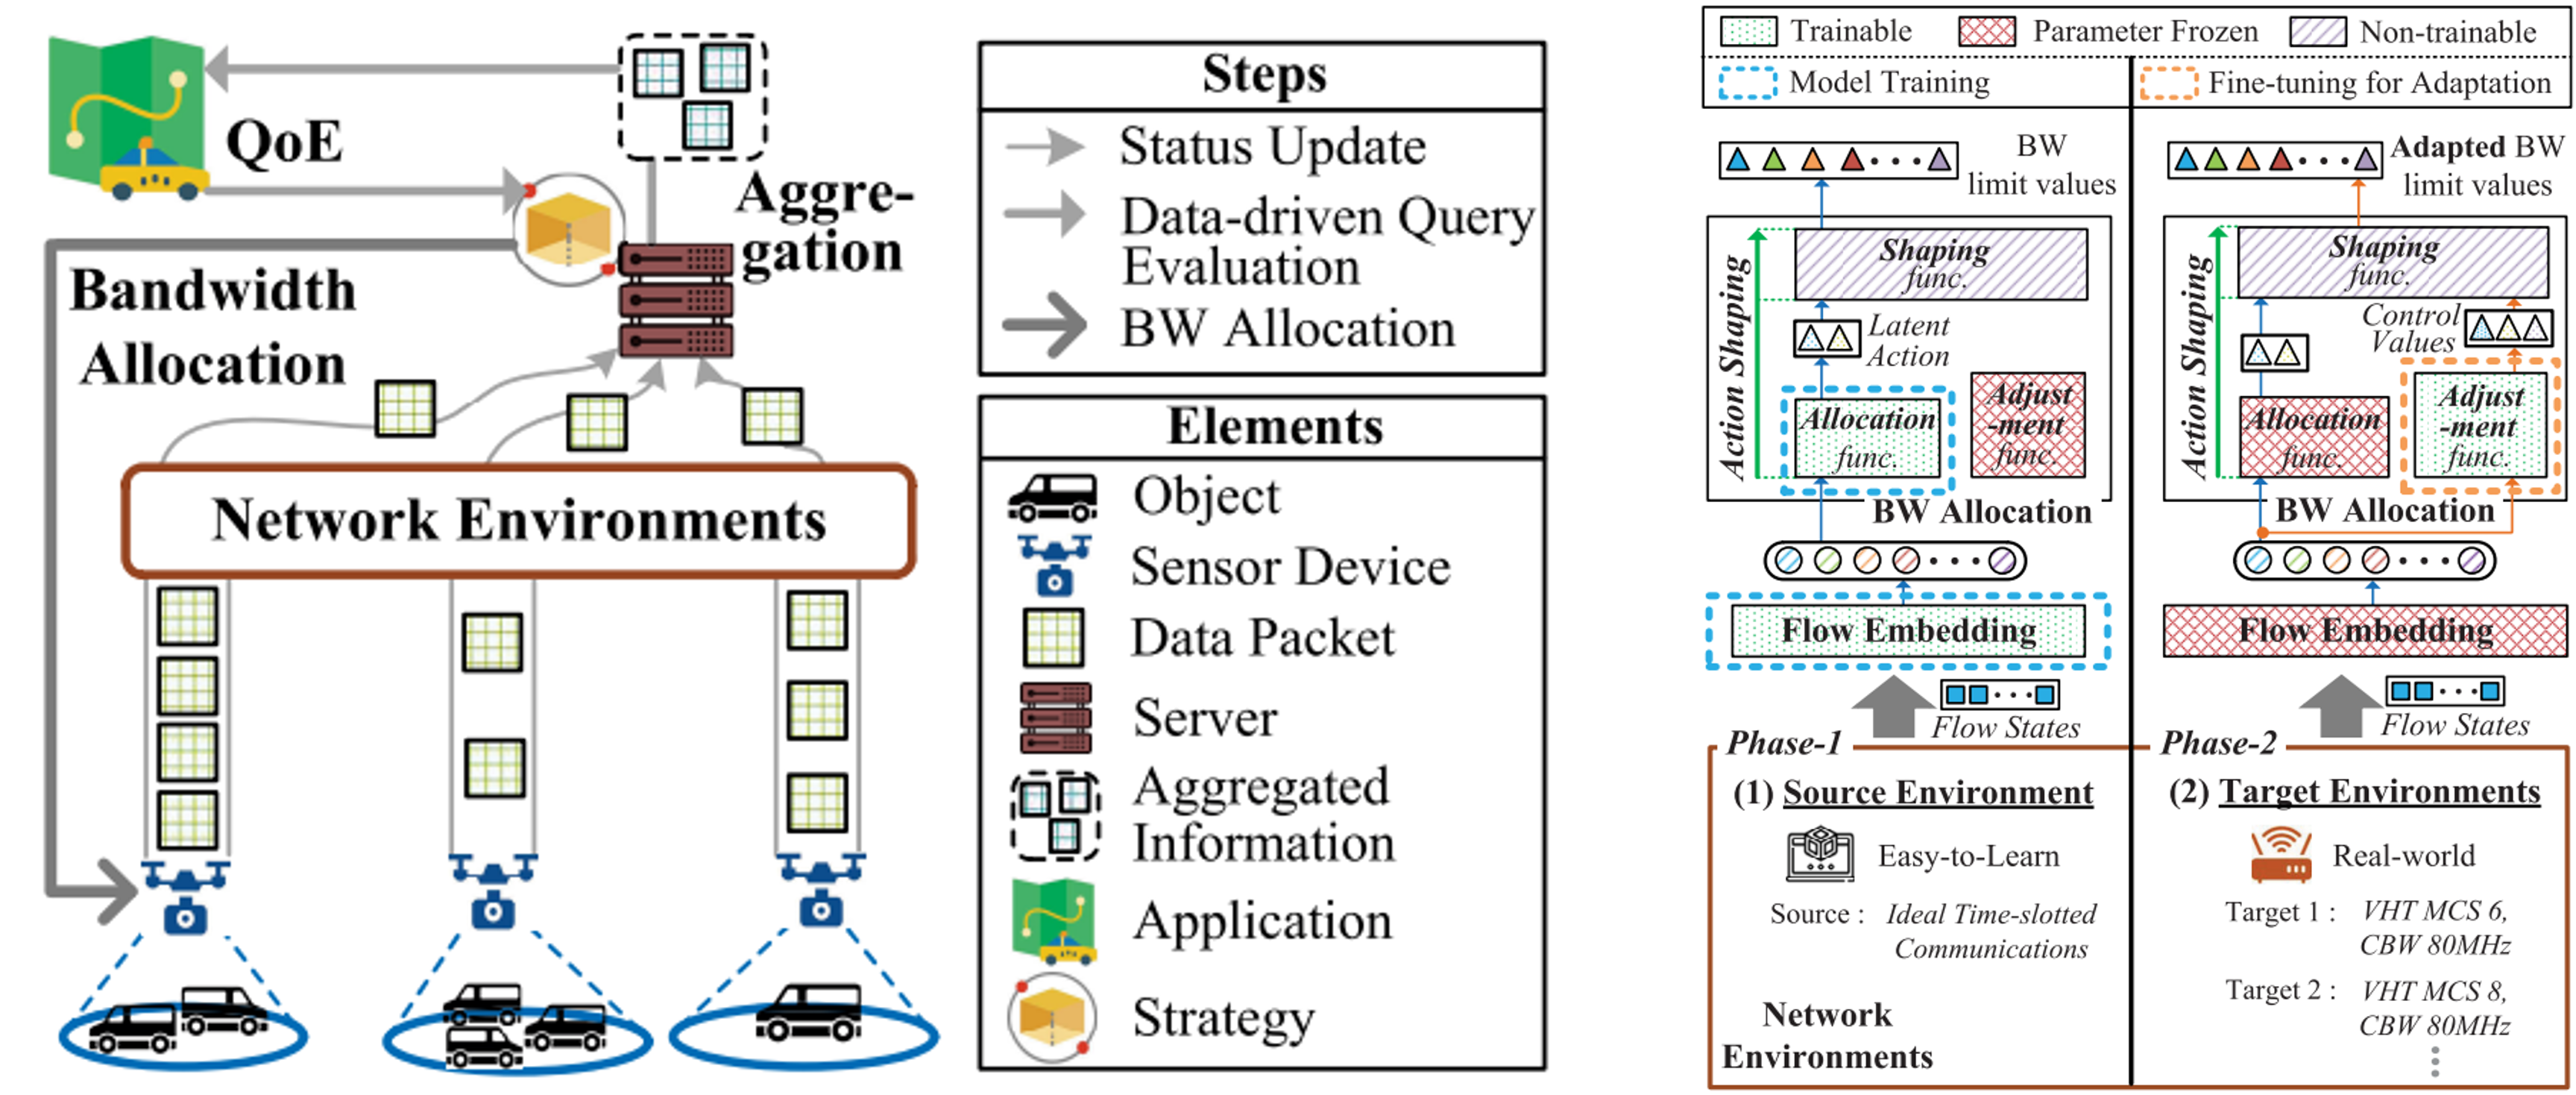 QoE
Aggre-
gation
Bandwidth
Allocation
Network Environments
Steps
Status Update
Data-driven Query
Evaluation
BW Allocation
Elements
Object
Sensor Device
Data Packet
Server
Aggregated
Information
Application
Strategy
Trainable
Parameter Frozen
Non-trainable
Model Training
Fine-tuning for Adaptation
BW
limit values
Shaping
func.
Action Shaping
Latent
Action
Allocation
func.
Adjust
-ment
func.
BW Allocation
Flow Embedding
Flow States
Phase-1
(1) Source Environment
Easy-to-Learn
Source : Ideal Time-slotted
Communications
Network
Environments
Adapted BW
limit values
Shaping
func.
Action Shaping
Control
Values
Allocation
func.
Adjust
-ment
func.
BW Allocation
Flow Embedding
Flow States
Phase-2
(2) Target Environments
Real-world
Target 1 : VHT MCS 6,
CBW 80MHz
Target 2 : VHT MCS 8,
CBW 80MHz